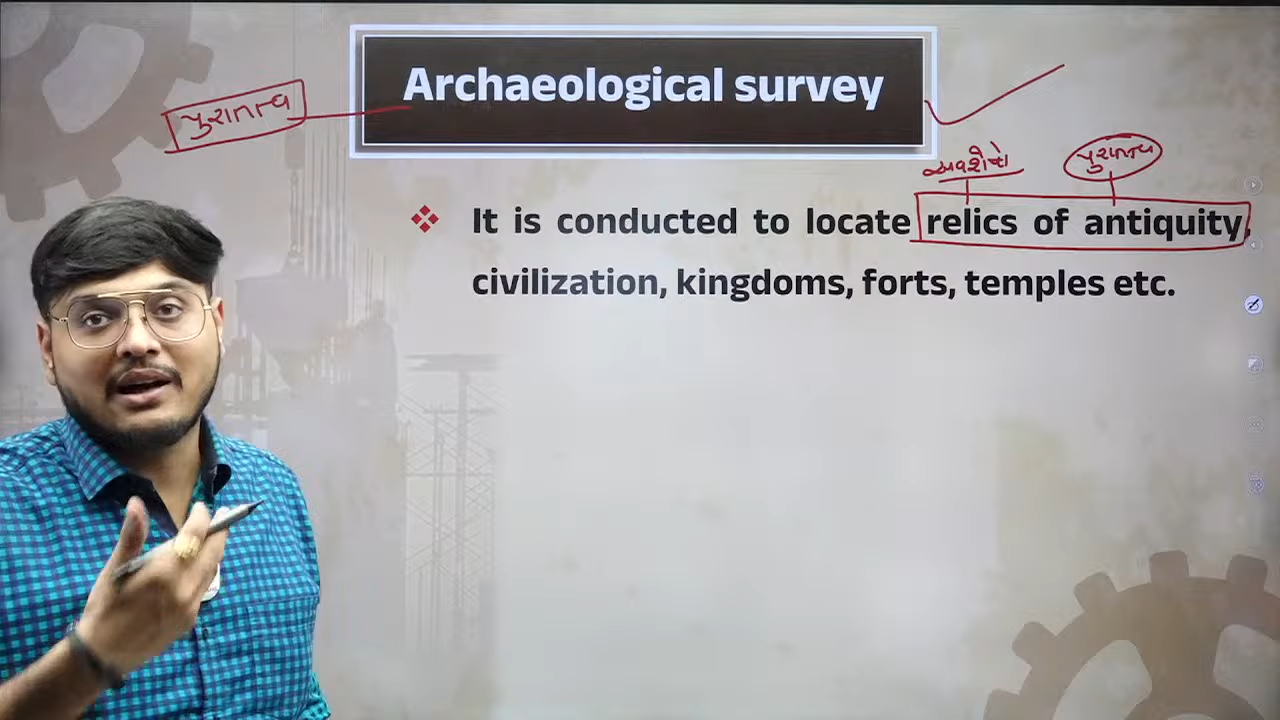 Archaeological survey
પુરાતત્વ
અવશેષો પુરાતત્વ
It is conducted to locate relics of antiquity,
civilization, kingdoms, forts, temples etc.